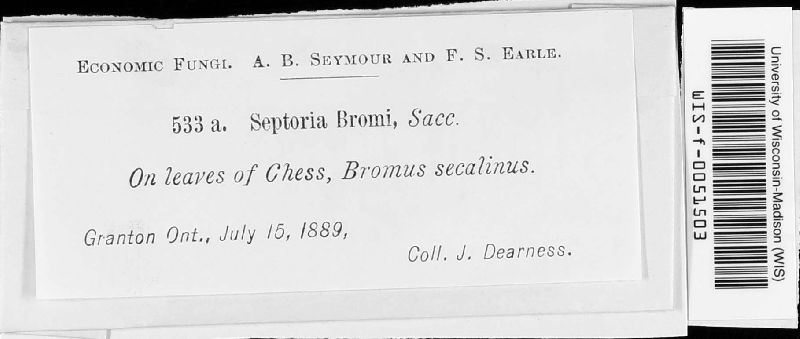 Economic Fungi. A. B. Seymour and F. S. Earle.
533 a. Septoria Bromi, Sacc.
On leaves of Chess, Bromus secalinus.
Granton Ont., July 15, 1889,
Coll. J. Dearness.
University of Wisconsin-Madison (WIS)
WIS-f-0051503